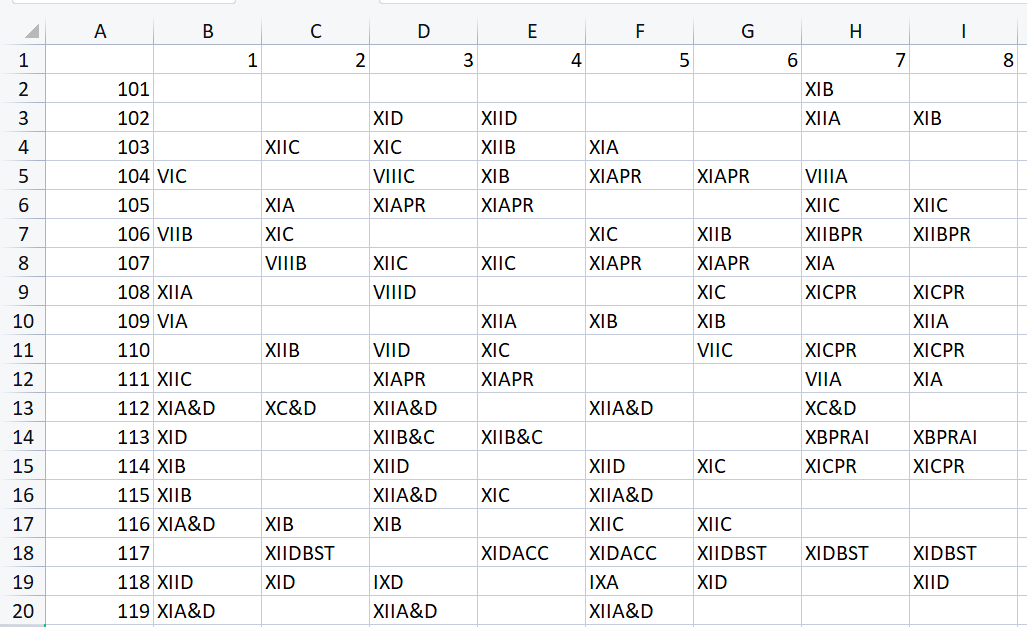 A B C D E F G H I
1 1 2 3 4 5 6 7 8
2 101 XIB
3 102 XID XIID XIIA XIB
4 103 XIIC XIC XIIB XIA
5 104 VIC VIIIC XIB XIAPR XIAPR VIIIA
6 105 XIA XIAPR XIAPR XIIC XIIC
7 106 VIIB XIC XIC XIIB XIIBPR XIIBPR
8 107 VIIIB XIIC XIIC XIAPR XIAPR XIA
9 108 XIIA VIIID XIC XICPR XICPR
10 109 VIA XIIA XIB XIB XIIA
11 110 XIIB VIID XIC VIIC XICPR XICPR
12 111 XIIC XIAPR XIAPR VIIA XIA
13 112 XIA&D XC&D XIIA&D XIIA&D XC&D
14 113 XID XIIB&C XIIB&C XBPRAI XBPRAI
15 114 XIB XIID XIID XIC XICPR XICPR
16 115 XIIB XIIA&D XIC XIIA&D
17 116 XIA&D XIB XIB XIIC XIIC
18 117 XIIDBST XIDACC XIDACC XIIDBST XIDBST XIDBST
19 118 XIID XID IXD IXA XID XIID
20 119 XIA&D XIIA&D XIIA&D